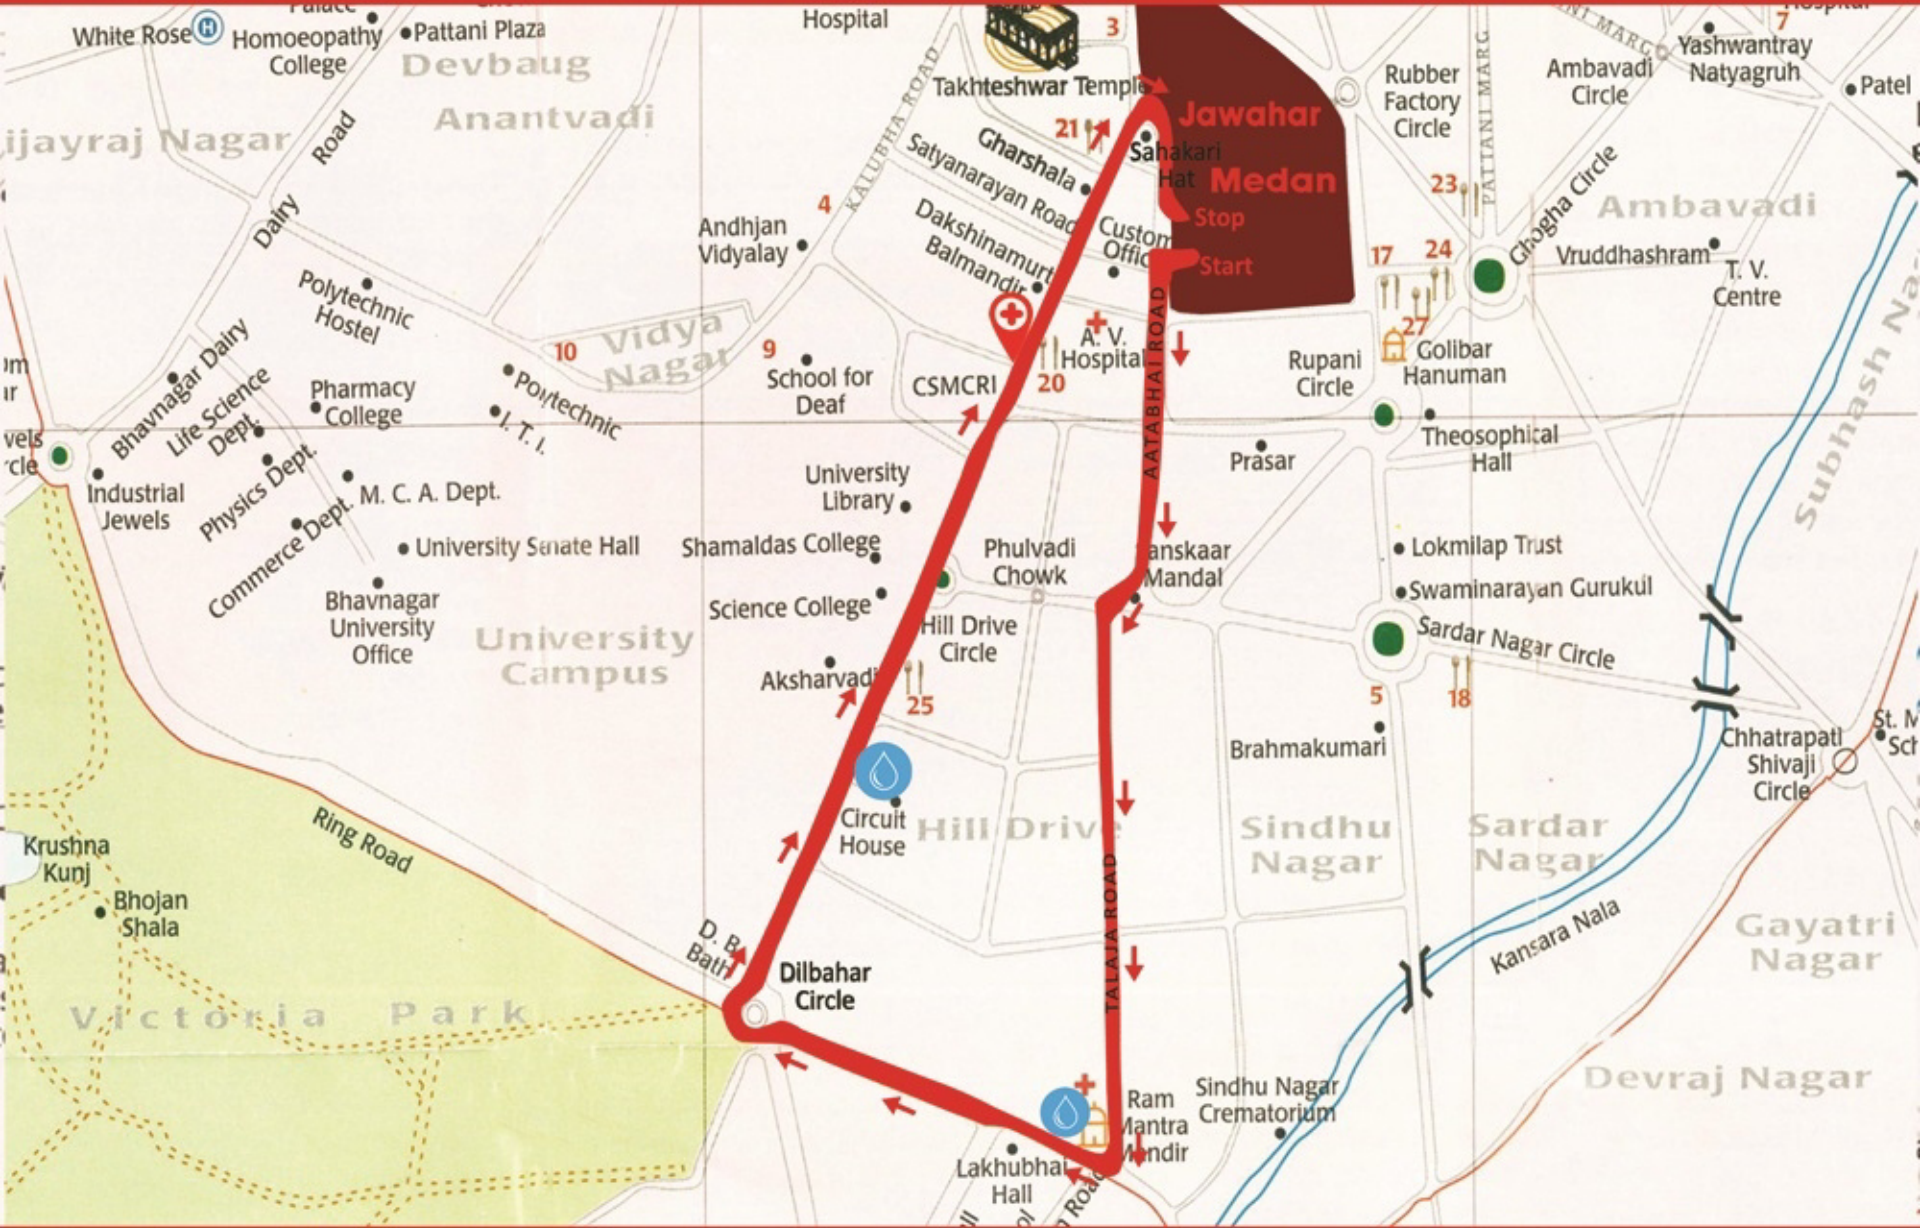 White Rose
H
Homoeopathy
College
Pattani Plaza
Devbaug
Anantvadi
Hospital
3
Takhteshwar Temple
Jawahar
Medan
Stop
Start
Rubber
Factory
Circle
PATTANI MARG
Ambavadi
Circle
7
Yashwantray
Natyagruh
Patel
Dairy
Road
KALUBHA ROAD
21
Sahakari
Hat
Gharshala
Satyanarayan Road
Dakshinamurti
Balmandir
Custom
Office
Andhjan
Vidyalay
4
23
Ghogha Circle
Ambavadi
Vruddhashram
T. V.
Centre
17
24
27
Golibar
Hanuman
Rupani
Circle
Polytechnic
Hostel
Vidya
Nagar
10
9
School for
Deaf
CSMCRI
20
A. V.
Hospital
AATABHAI ROAD
Bhavnagar Dairy
Life Science
Dept.
Physics Dept.
Commerce Dept.
Pharmacy
College
Polytechnic
I. T. I.
Industrial
Jewels
M. C. A. Dept.
University Senate Hall
Bhavnagar
University
Office
University
Campus
University
Library
Shamaldas College
Science College
Aksharvadi
Phulvadi
Chowk
Hill Drive
Circle
25
Mandal
Prasar
Theosophical
Hall
Lokmilap Trust
Swaminarayan Gurukul
Sardar Nagar Circle
5
18
Brahmakumari
Chhatrapati
Shivaji
Circle
Circuit
House
Hill Drive
Sindhu
Nagar
Sardar
Nagar
Gayatri
Nagar
Devraj Nagar
Kansara Nala
TALAJA ROAD
Ring Road
Krushna
Kunj
Bhojan
Shala
Victoria Park
D. B.
Bath
Dilbahar
Circle
Ram
Mantra
Mandir
Sindhu Nagar
Crematorium
Lakhubhai
Hall
Road